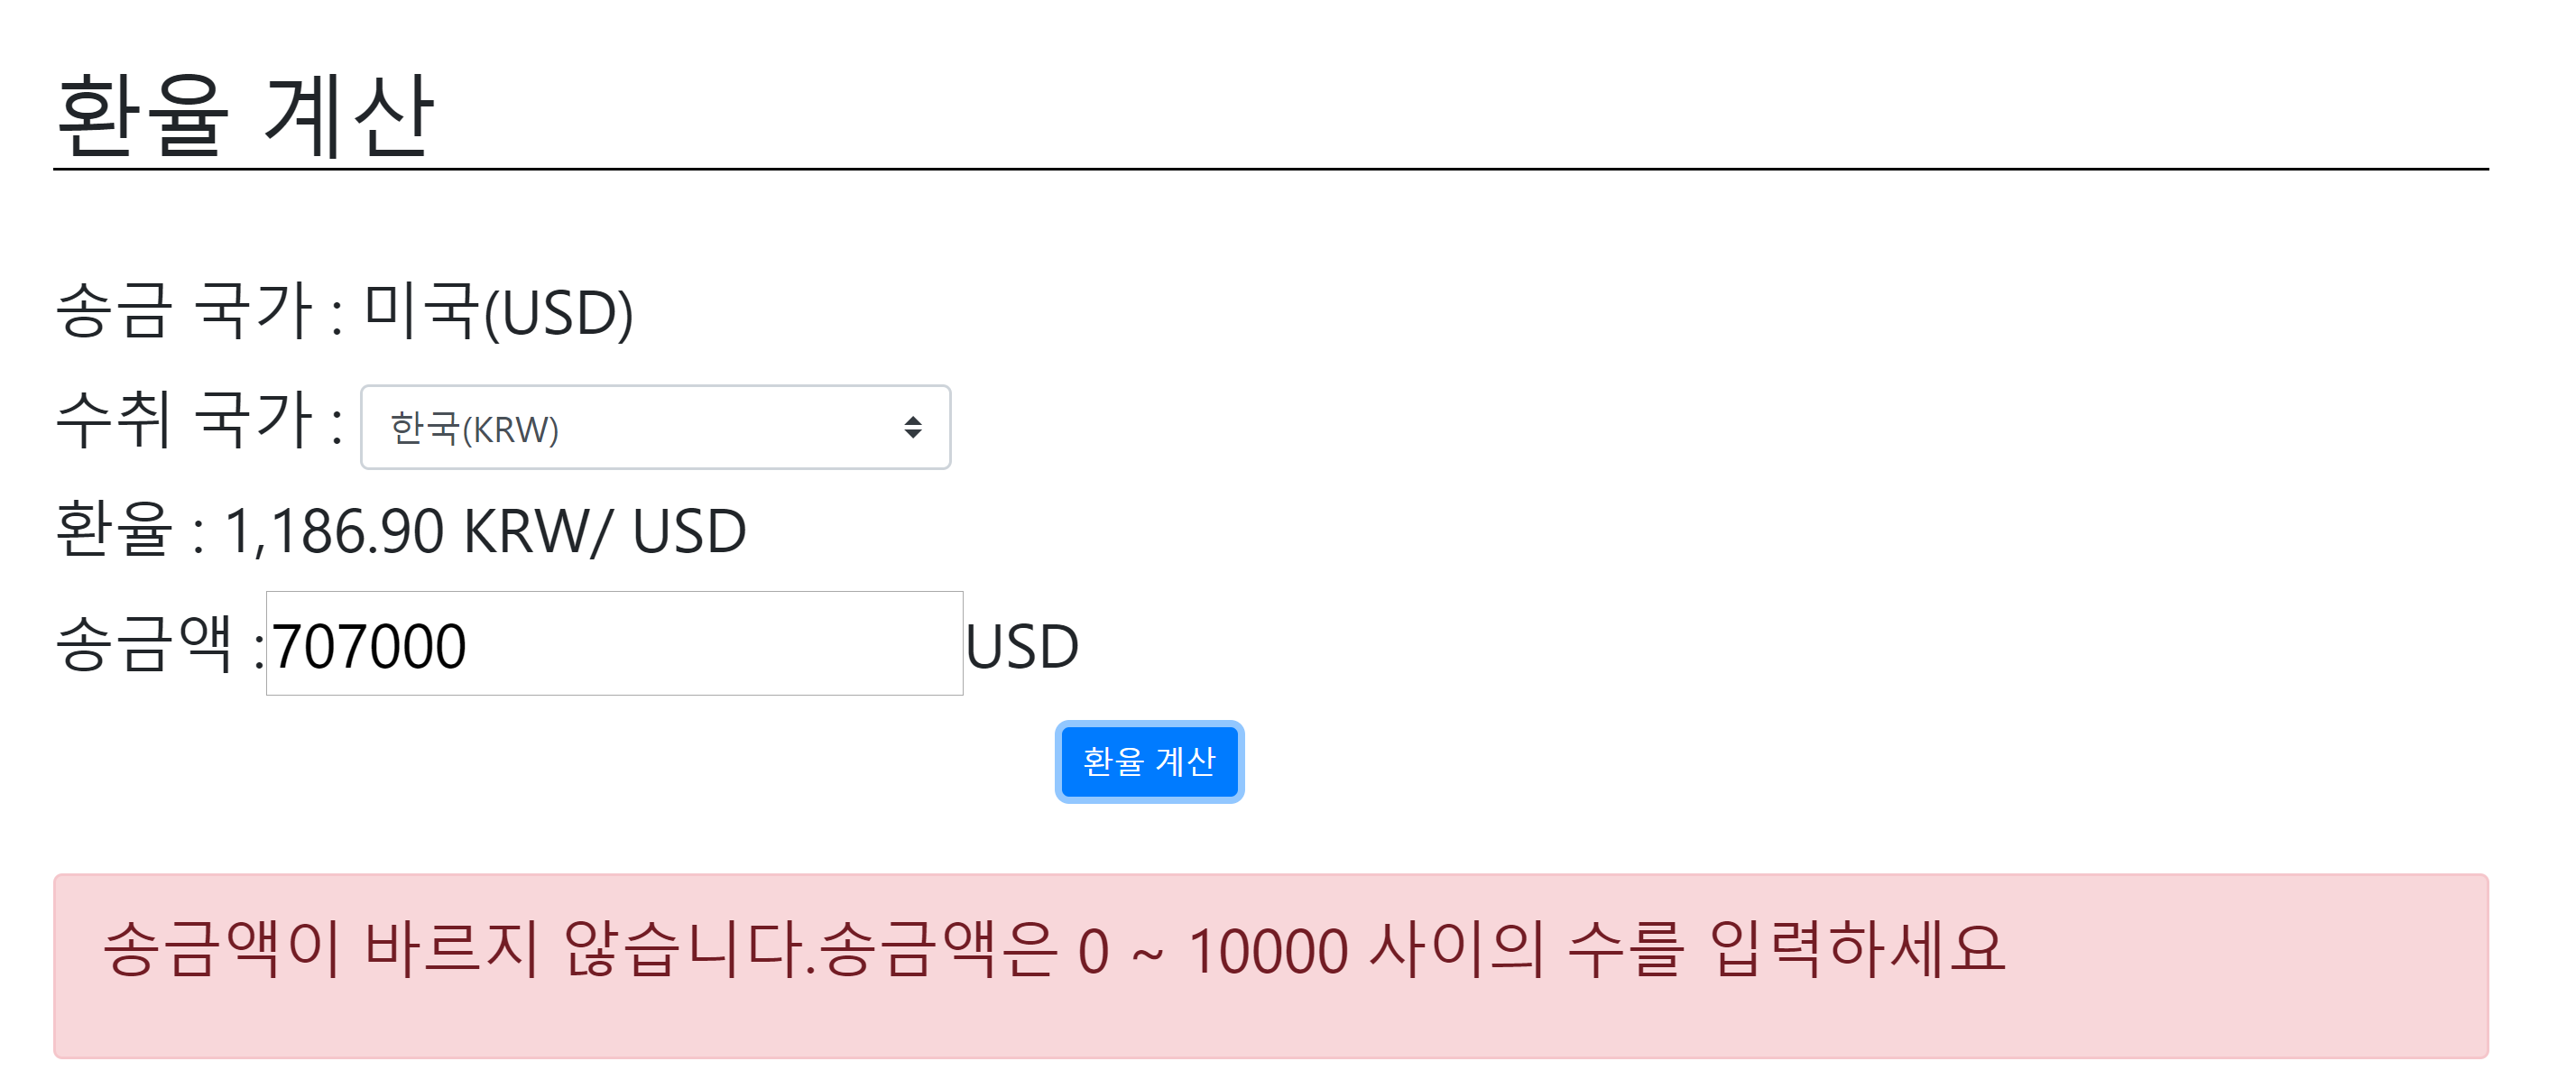 환율 계산
송금 국가 : 미국(USD)
수취 국가 : 한국(KRW)
환율 : 1,186.90 KRW/ USD
송금액 :707000USD
환율 계산
송금액이 바르지 않습니다.송금액은 0 ~ 10000 사이의 수를 입력하세요